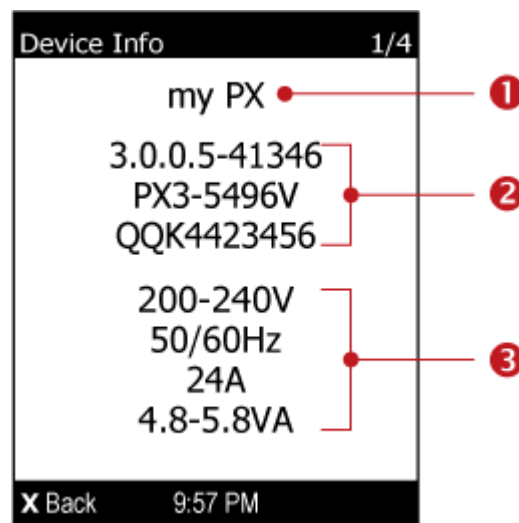 Device Info 1/4
my PX 1
3.0.0.5-41346
PX3-5496V 2
QQK4423456
200-240V
50/60Hz
24A 3
4.8-5.8VA
X Back 9:57 PM